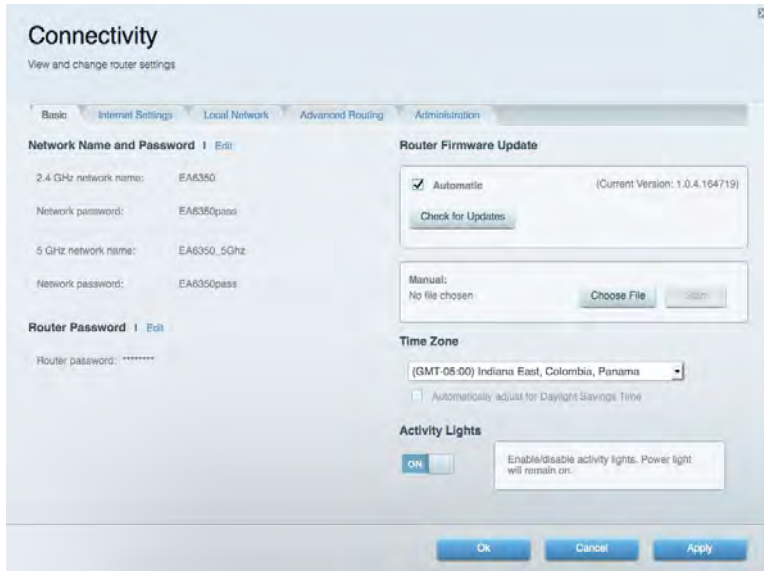 Connectivity
View and change router settings
Basic
Internet Settings
Local Network
Advanced Routing
Administration
Network Name and Password | Edit
2.4 GHz network name: EA6350
Network password: EA6350pass
5 GHz network name: EA6350_5Ghz
Network password: EA6350pass
Router Password | Edit
Router password: ********
Router Firmware Update
Automatic (Current Version: 1.0.4.164719)
Check for Updates
Manual:
No file chosen
Choose File
Start
Time Zone
(GMT-05:00) Indiana East, Colombia, Panama
Automatically adjust for Daylight Savings Time
Activity Lights
ON
Enable/disable activity lights. Power light
will remain on.
Ok
Cancel
Apply